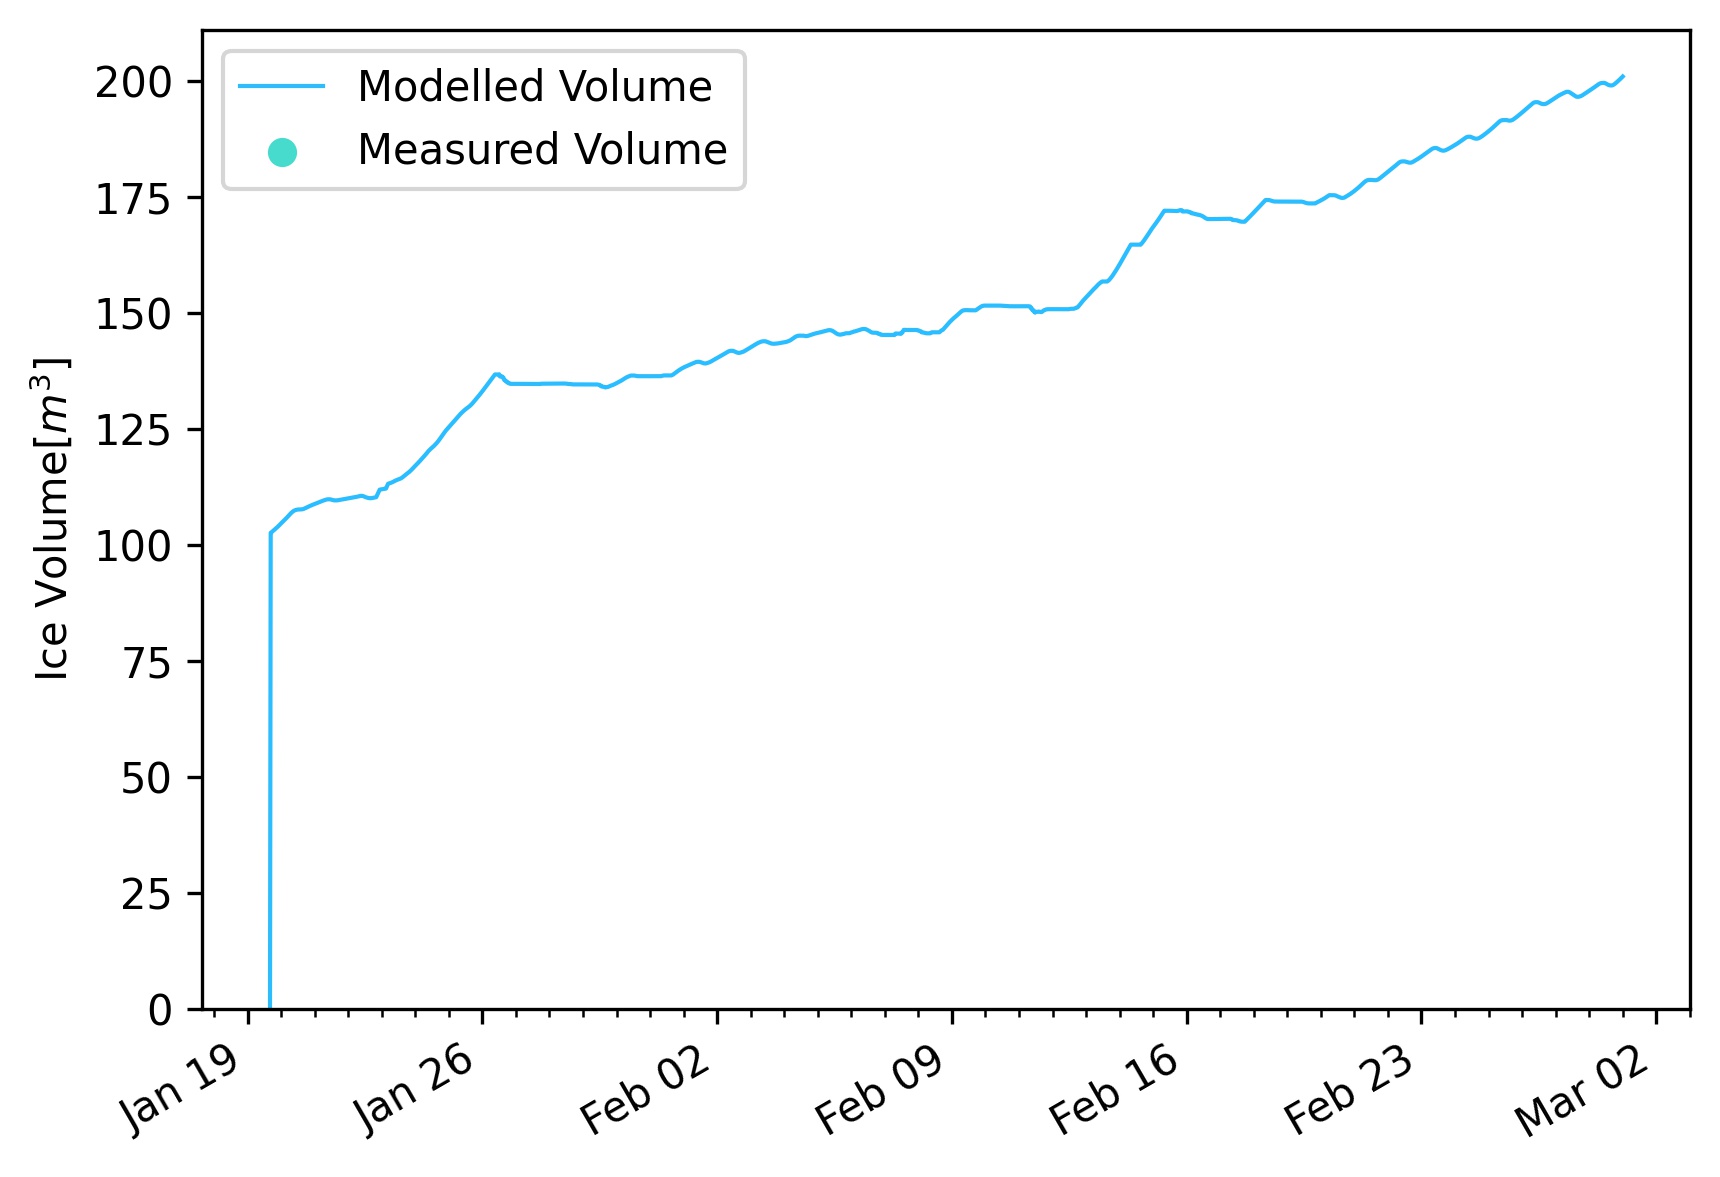 Modelled Volume
Measured Volume
Ice Volume[m³]
200
175
150
125
100
75
50
25
0
Jan 19
Jan 26
Feb 02
Feb 09
Feb 16
Feb 23
Mar 02